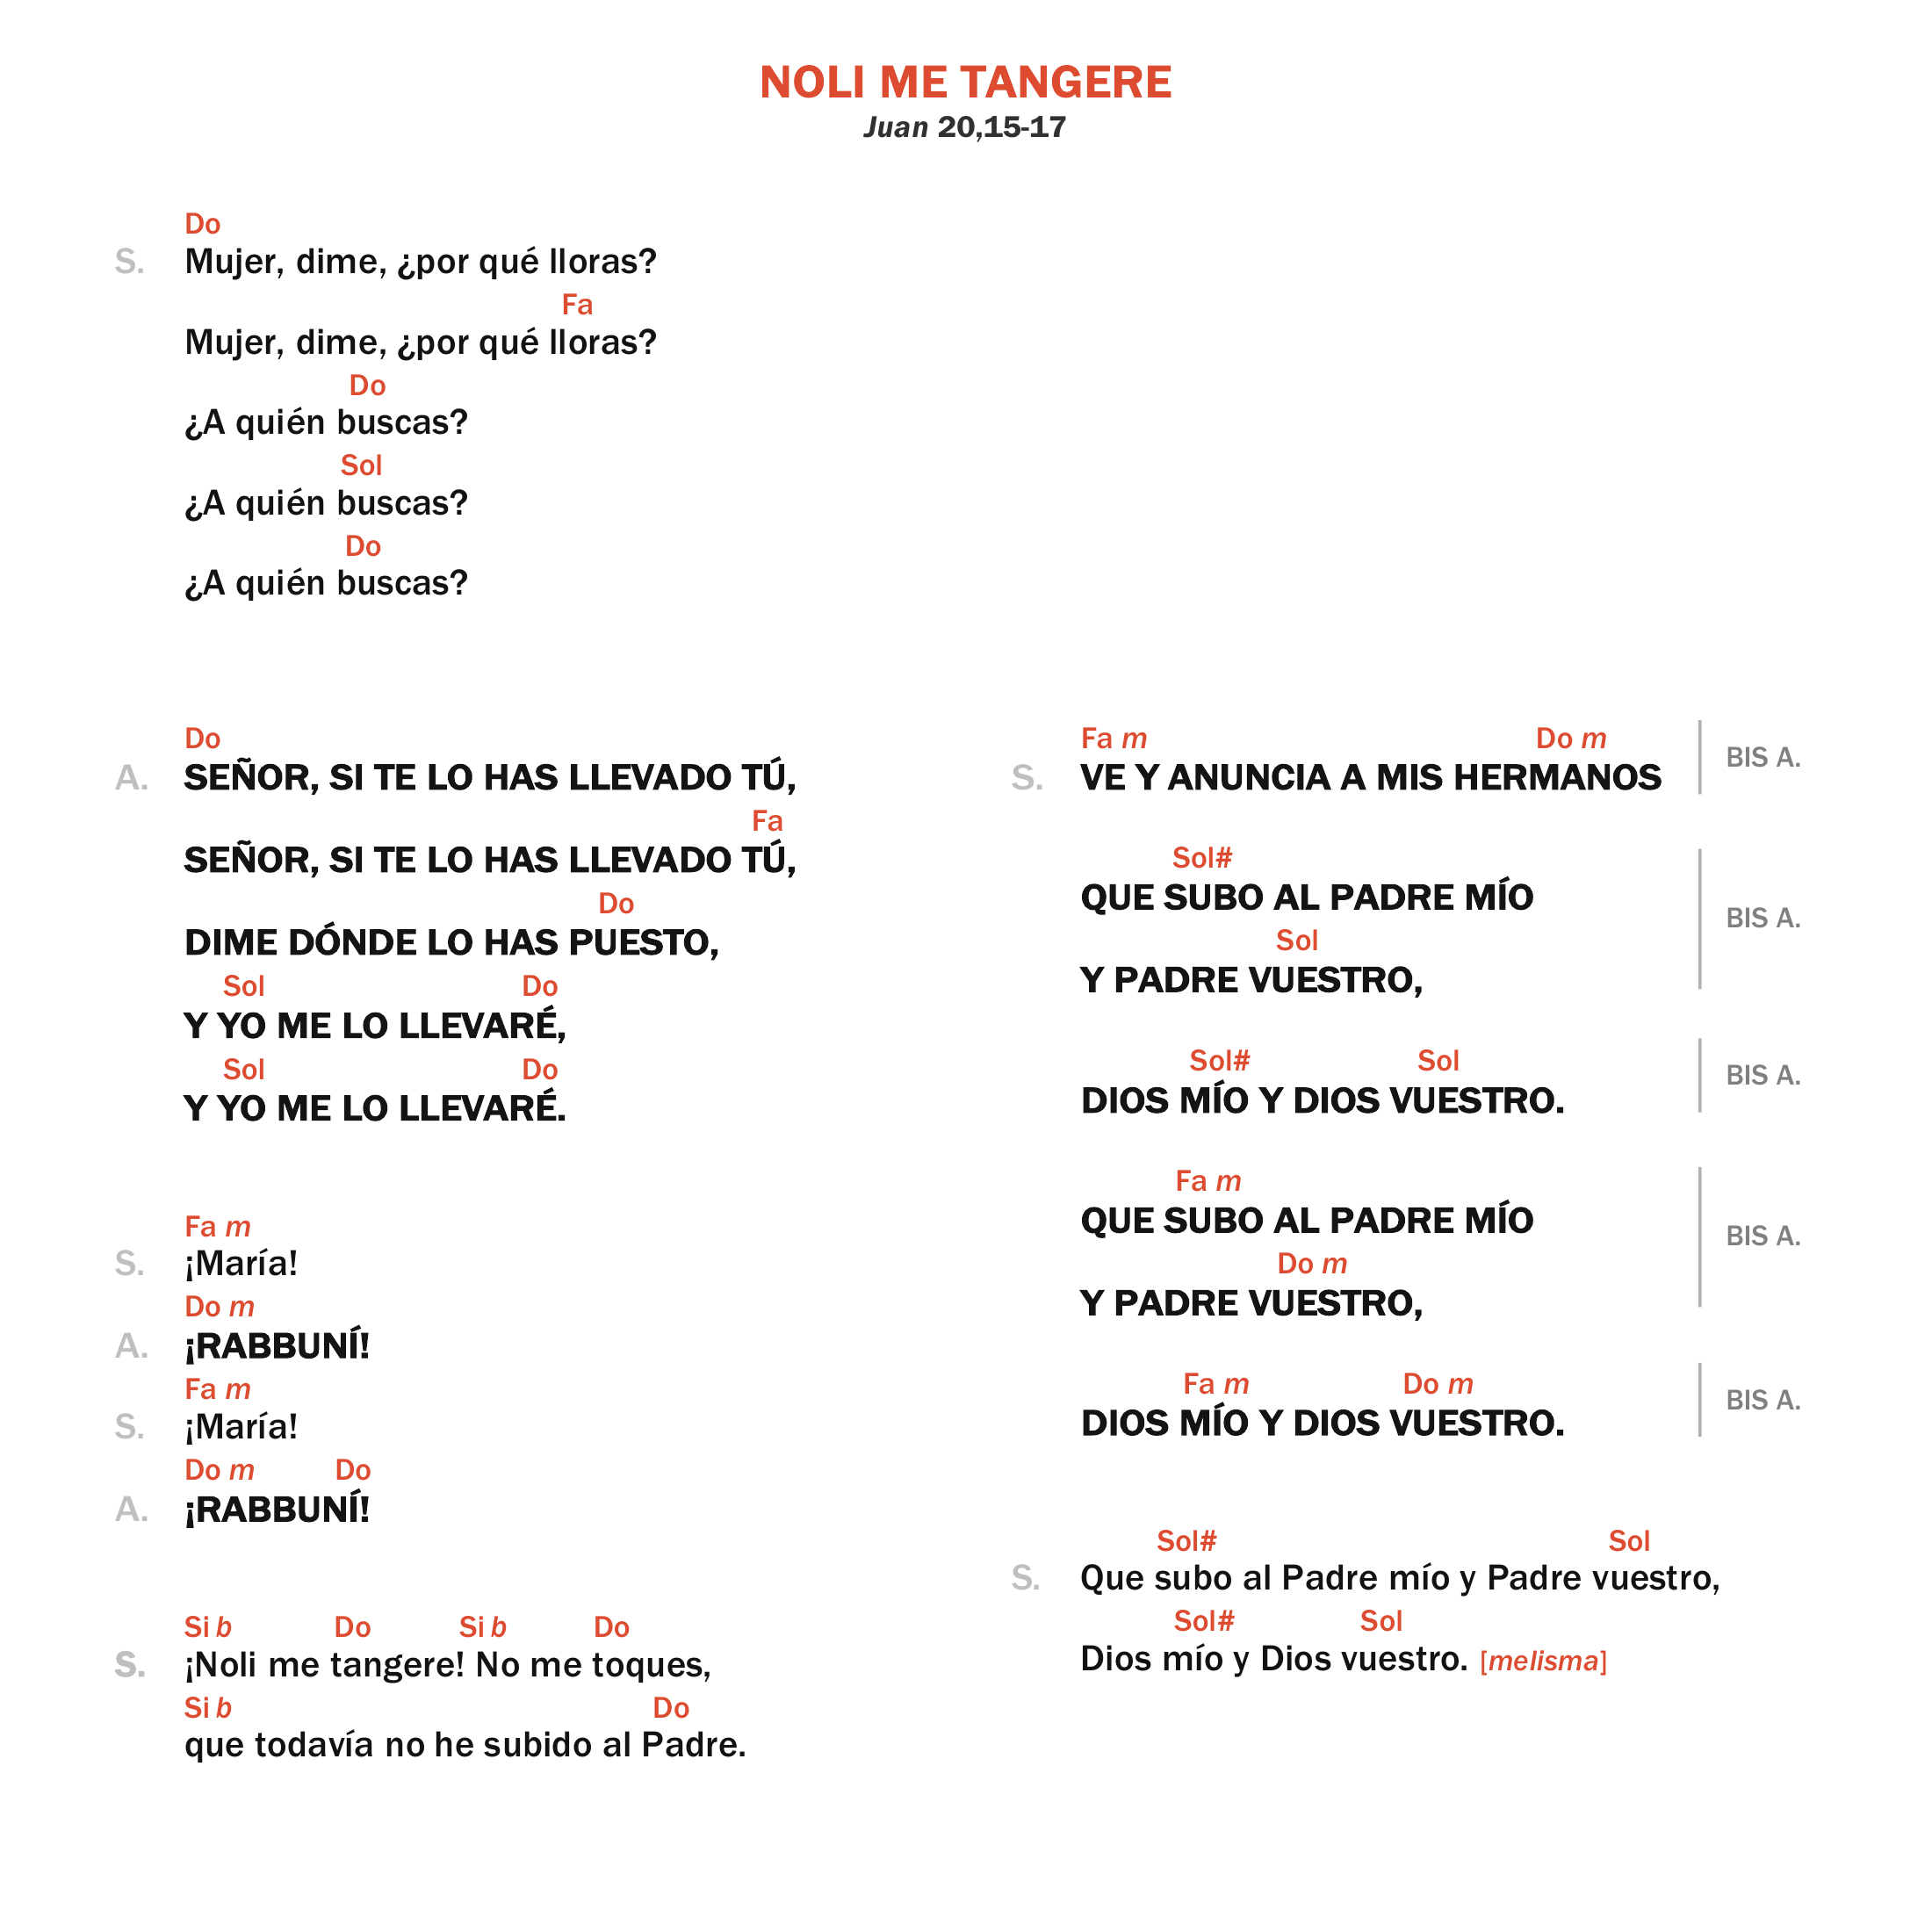 NOLI ME TANGERE
Juan 20,15-17
Do
S. Mujer, dime, ¿por qué lloras?
Fa
Mujer, dime, ¿por qué lloras?
Do
¿A quién buscas?
Sol
¿A quién buscas?
Do
¿A quién buscas?
Do
A. SEÑOR, SI TE LO HAS LLEVADO TÚ,
Fa
SEÑOR, SI TE LO HAS LLEVADO TÚ,
Do
DIME DÓNDE LO HAS PUESTO,
Sol Do
Y YO ME LO LLEVARÉ,
Sol Do
Y YO ME LO LLEVARÉ.
Fa m
S. ¡María!
Do m
A. ¡RABBUNÍ!
Fa m
S. ¡María!
Do m Do
A. ¡RABBUNÍ!
Si b Do Si b Do
S. ¡Noli me tangere! No me toques,
Si b Do
que todavía no he subido al Padre.
Fa m Do m
S. VE Y ANUNCIA A MIS HERMANOS BIS A.
Sol#
QUE SUBO AL PADRE MÍO
BIS A.
Sol
Y PADRE VUESTRO,
Sol# Sol
DIOS MÍO Y DIOS VUESTRO. BIS A.
Fa m
QUE SUBO AL PADRE MÍO
BIS A.
Do m
Y PADRE VUESTRO,
Fa m Do m
DIOS MÍO Y DIOS VUESTRO. BIS A.
Sol# Sol
S. Que subo al Padre mío y Padre vuestro,
Sol# Sol
Dios mío y Dios vuestro. [melisma]